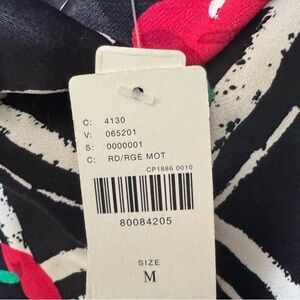 C: 4130
V: 065201
S: 0000001
C: RD/RGE MOT
CP1886 0010
80084205
SIZE
M